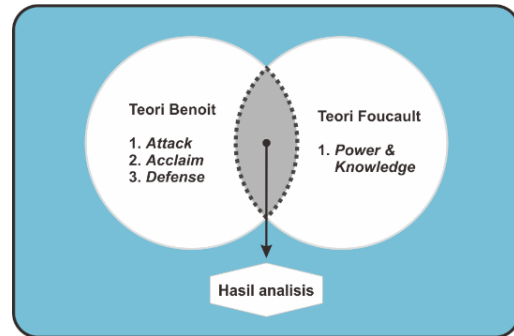 Teori Benoit
1. Attack
2. Acclaim
3. Defense
Teori Foucault
1. Power &
Knowledge
Hasil analisis